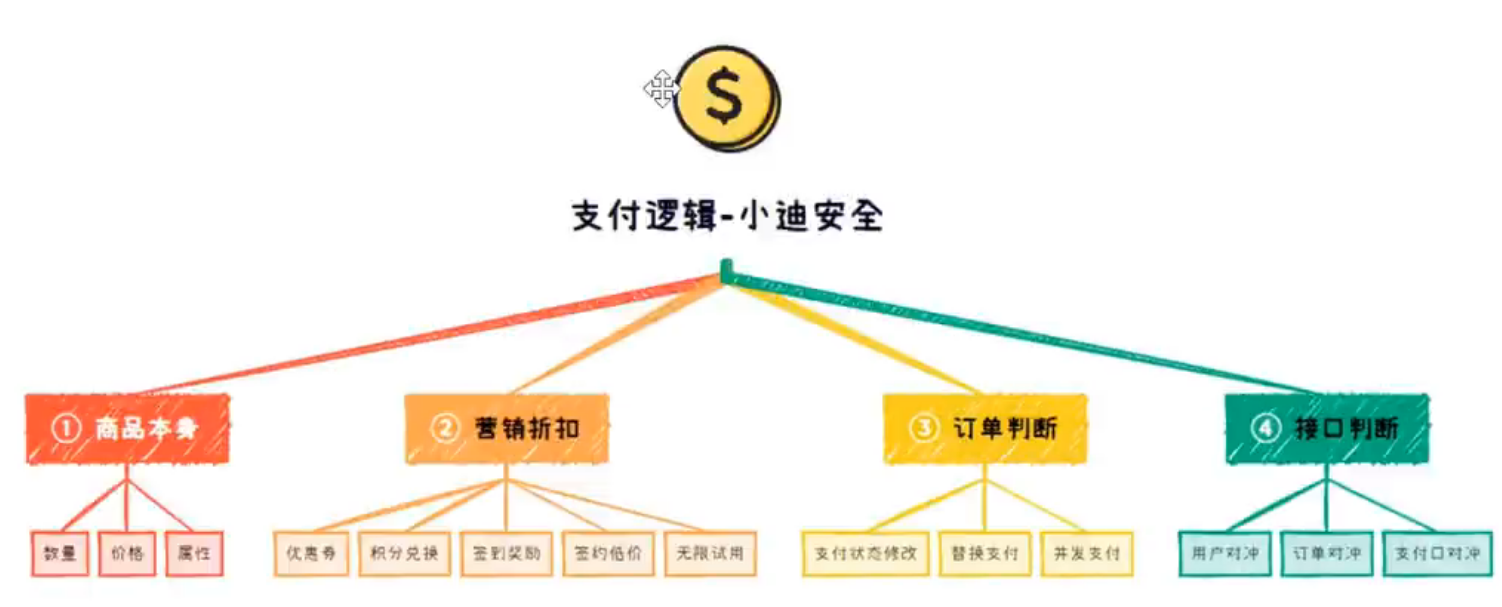 $
支付逻辑-小迪安全
① 商品本身
② 营销折扣
③ 订单判断
④ 接口判断
数量
价格
属性
优惠券
积分兑换
签到奖励
签约低价
无限试用
支付状态修改
替换支付
并发支付
用户对冲
订单对冲
支付口对冲